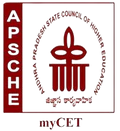 APSCHE
ANDHRA PRADESH STATE COUNCIL OF HIGHER EDUCATION
myCET